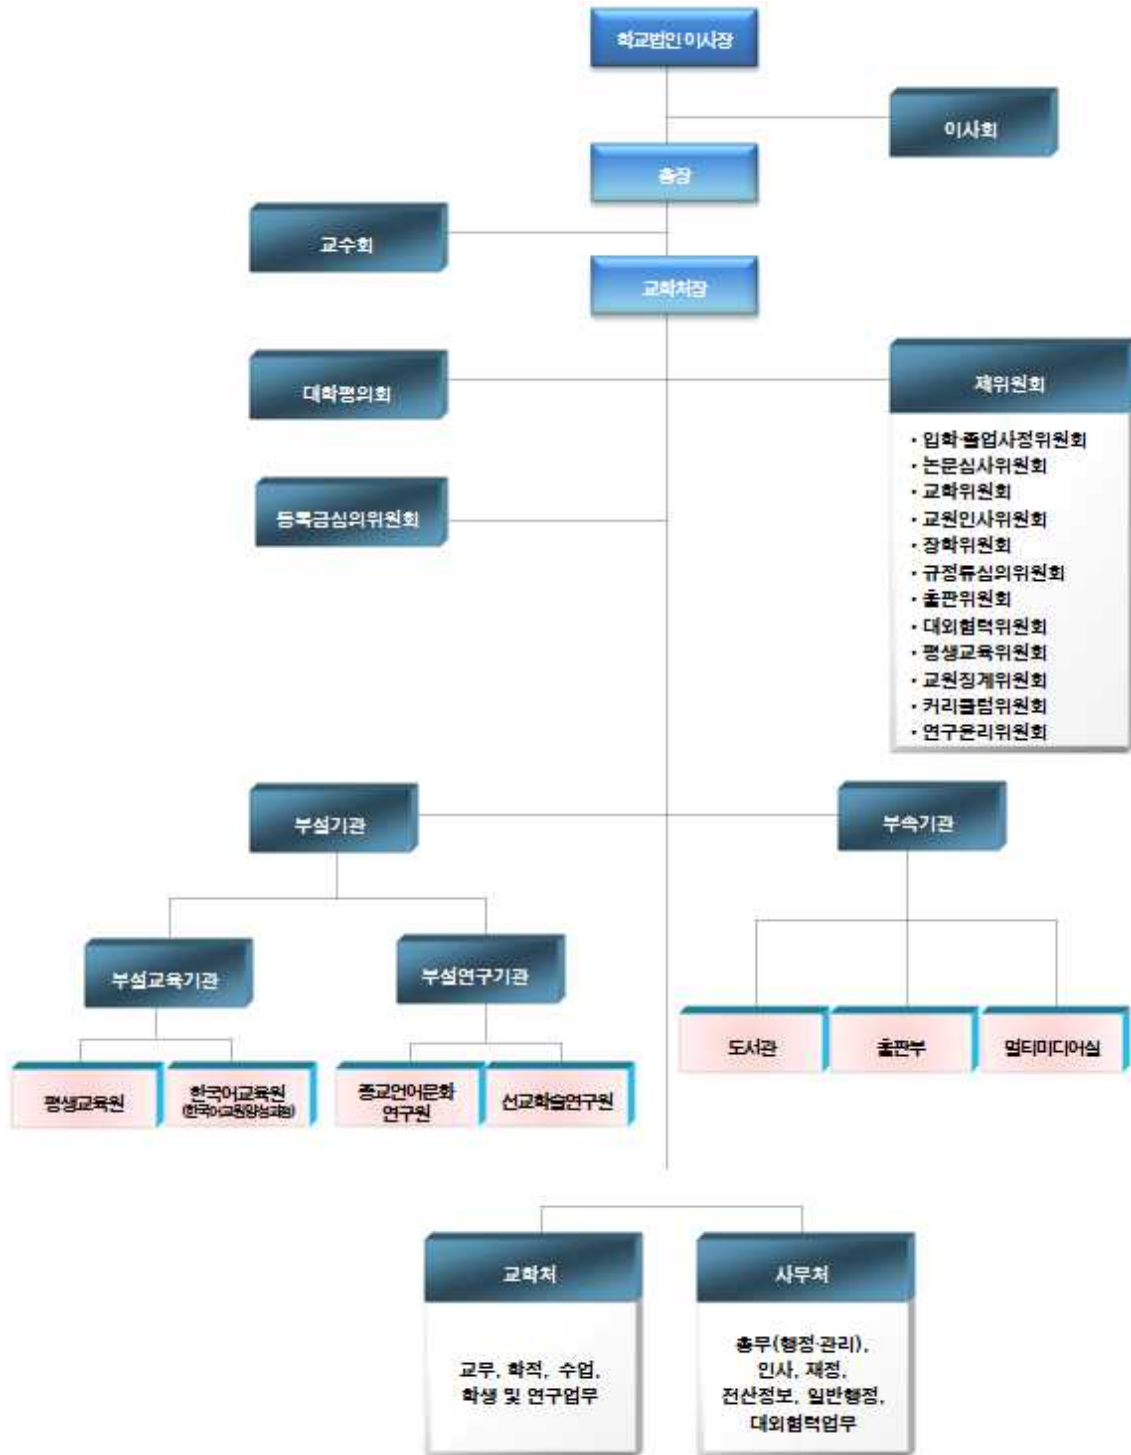 학교법인 이사장
이사회
총장
교수회
교학처장
대학평의회
제위원회
• 입학·졸업사정위원회
• 논문심사위원회
• 교학위원회
• 교원인사위원회
• 장학위원회
• 규정류심의위원회
• 출판위원회
• 대외협력위원회
• 평생교육위원회
• 교원징계위원회
• 커리큘럼위원회
• 연구윤리위원회
등록금심의위원회
부설기관
부속기관
부설교육기관
부설연구기관
도서관
출판부
멀티미디어실
평생교육원
한국어교육원
(한국어교원양성과정)
종교언어문화
연구원
선교학술연구원
교학처
사무처
교무, 학적, 수업,
학생 및 연구업무
총무(행정·관리),
인사, 재정,
전산정보, 일반행정,
대외협력업무